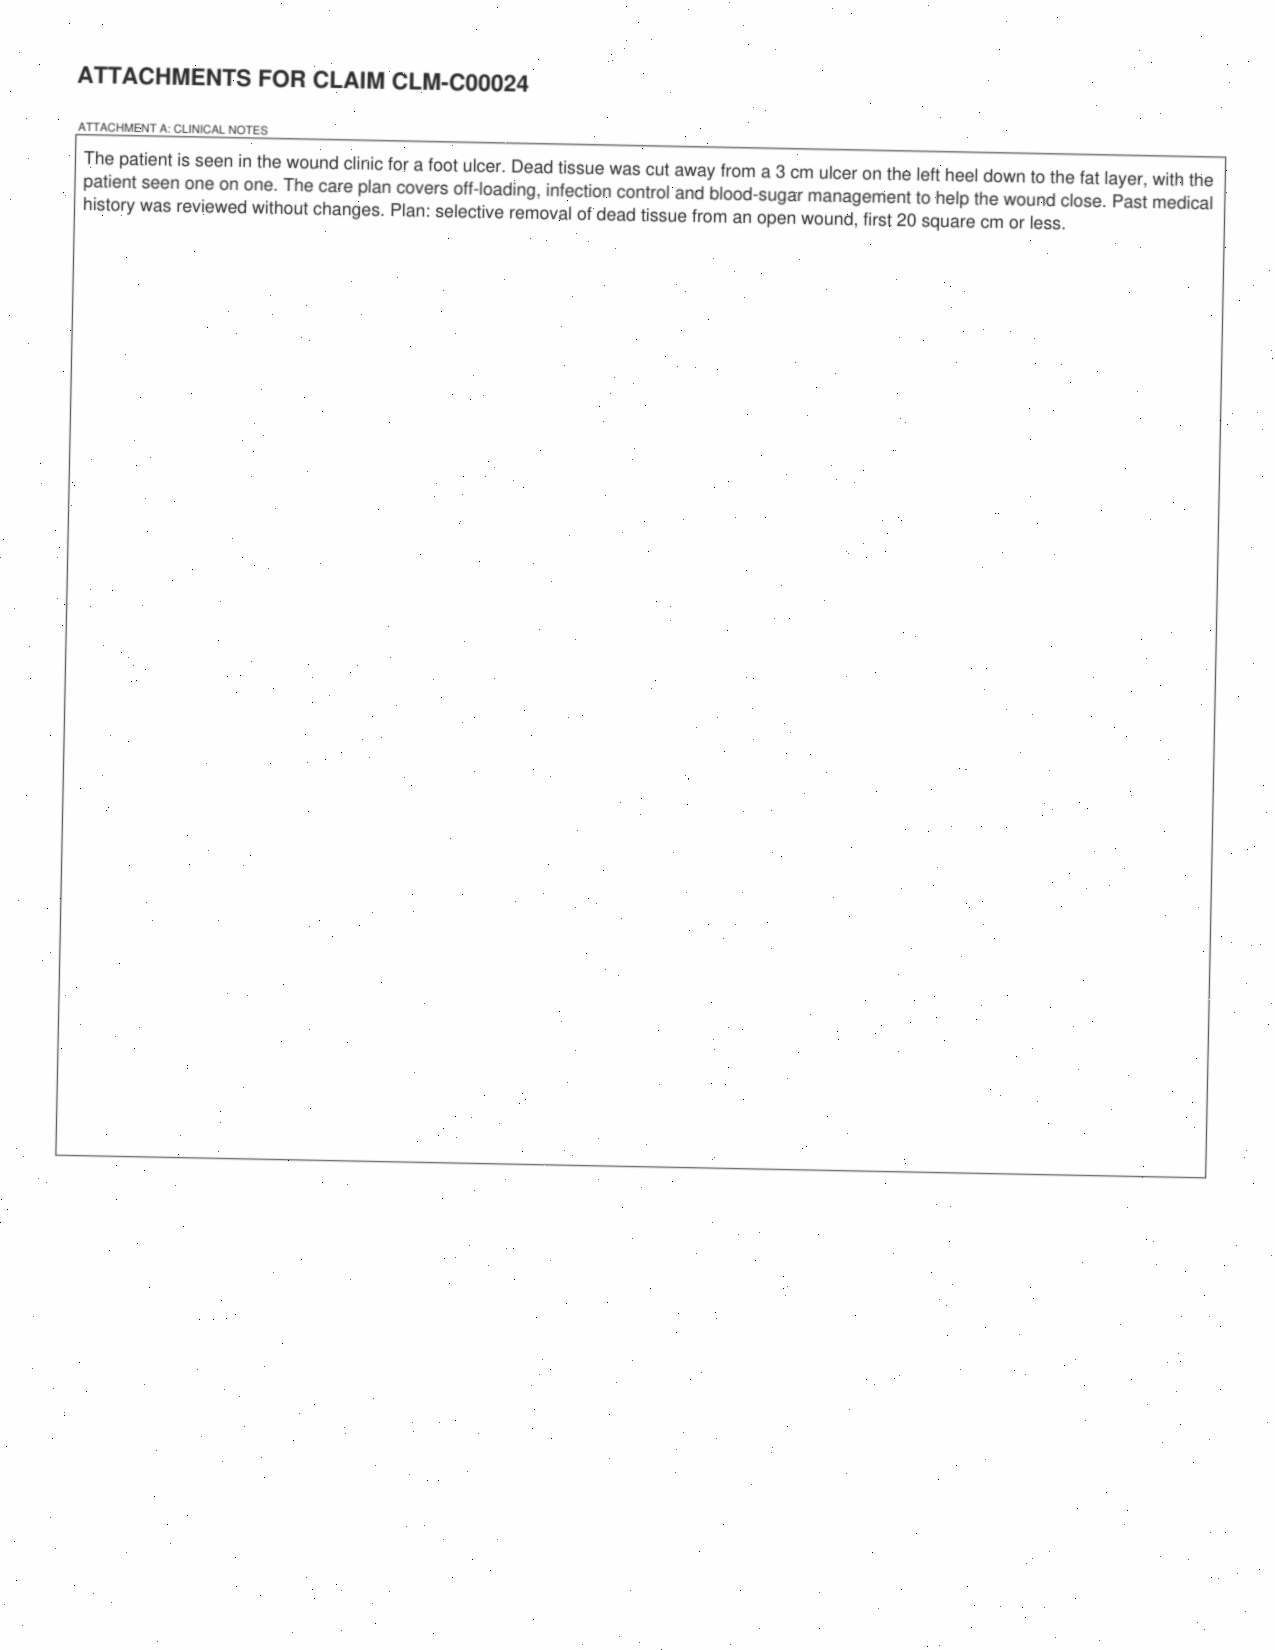 ATTACHMENTS FOR CLAIM CLM-C00024
ATTACHMENT A: CLINICAL NOTES
The patient is seen in the wound clinic for a foot ulcer. Dead tissue was cut away from a 3 cm ulcer on the left heel down to the fat layer, with the
patient seen one on one. The care plan covers off-loading, infection control and blood-sugar management to help the wound close. Past medical
history was reviewed without changes. Plan: selective removal of dead tissue from an open wound, first 20 square cm or less.